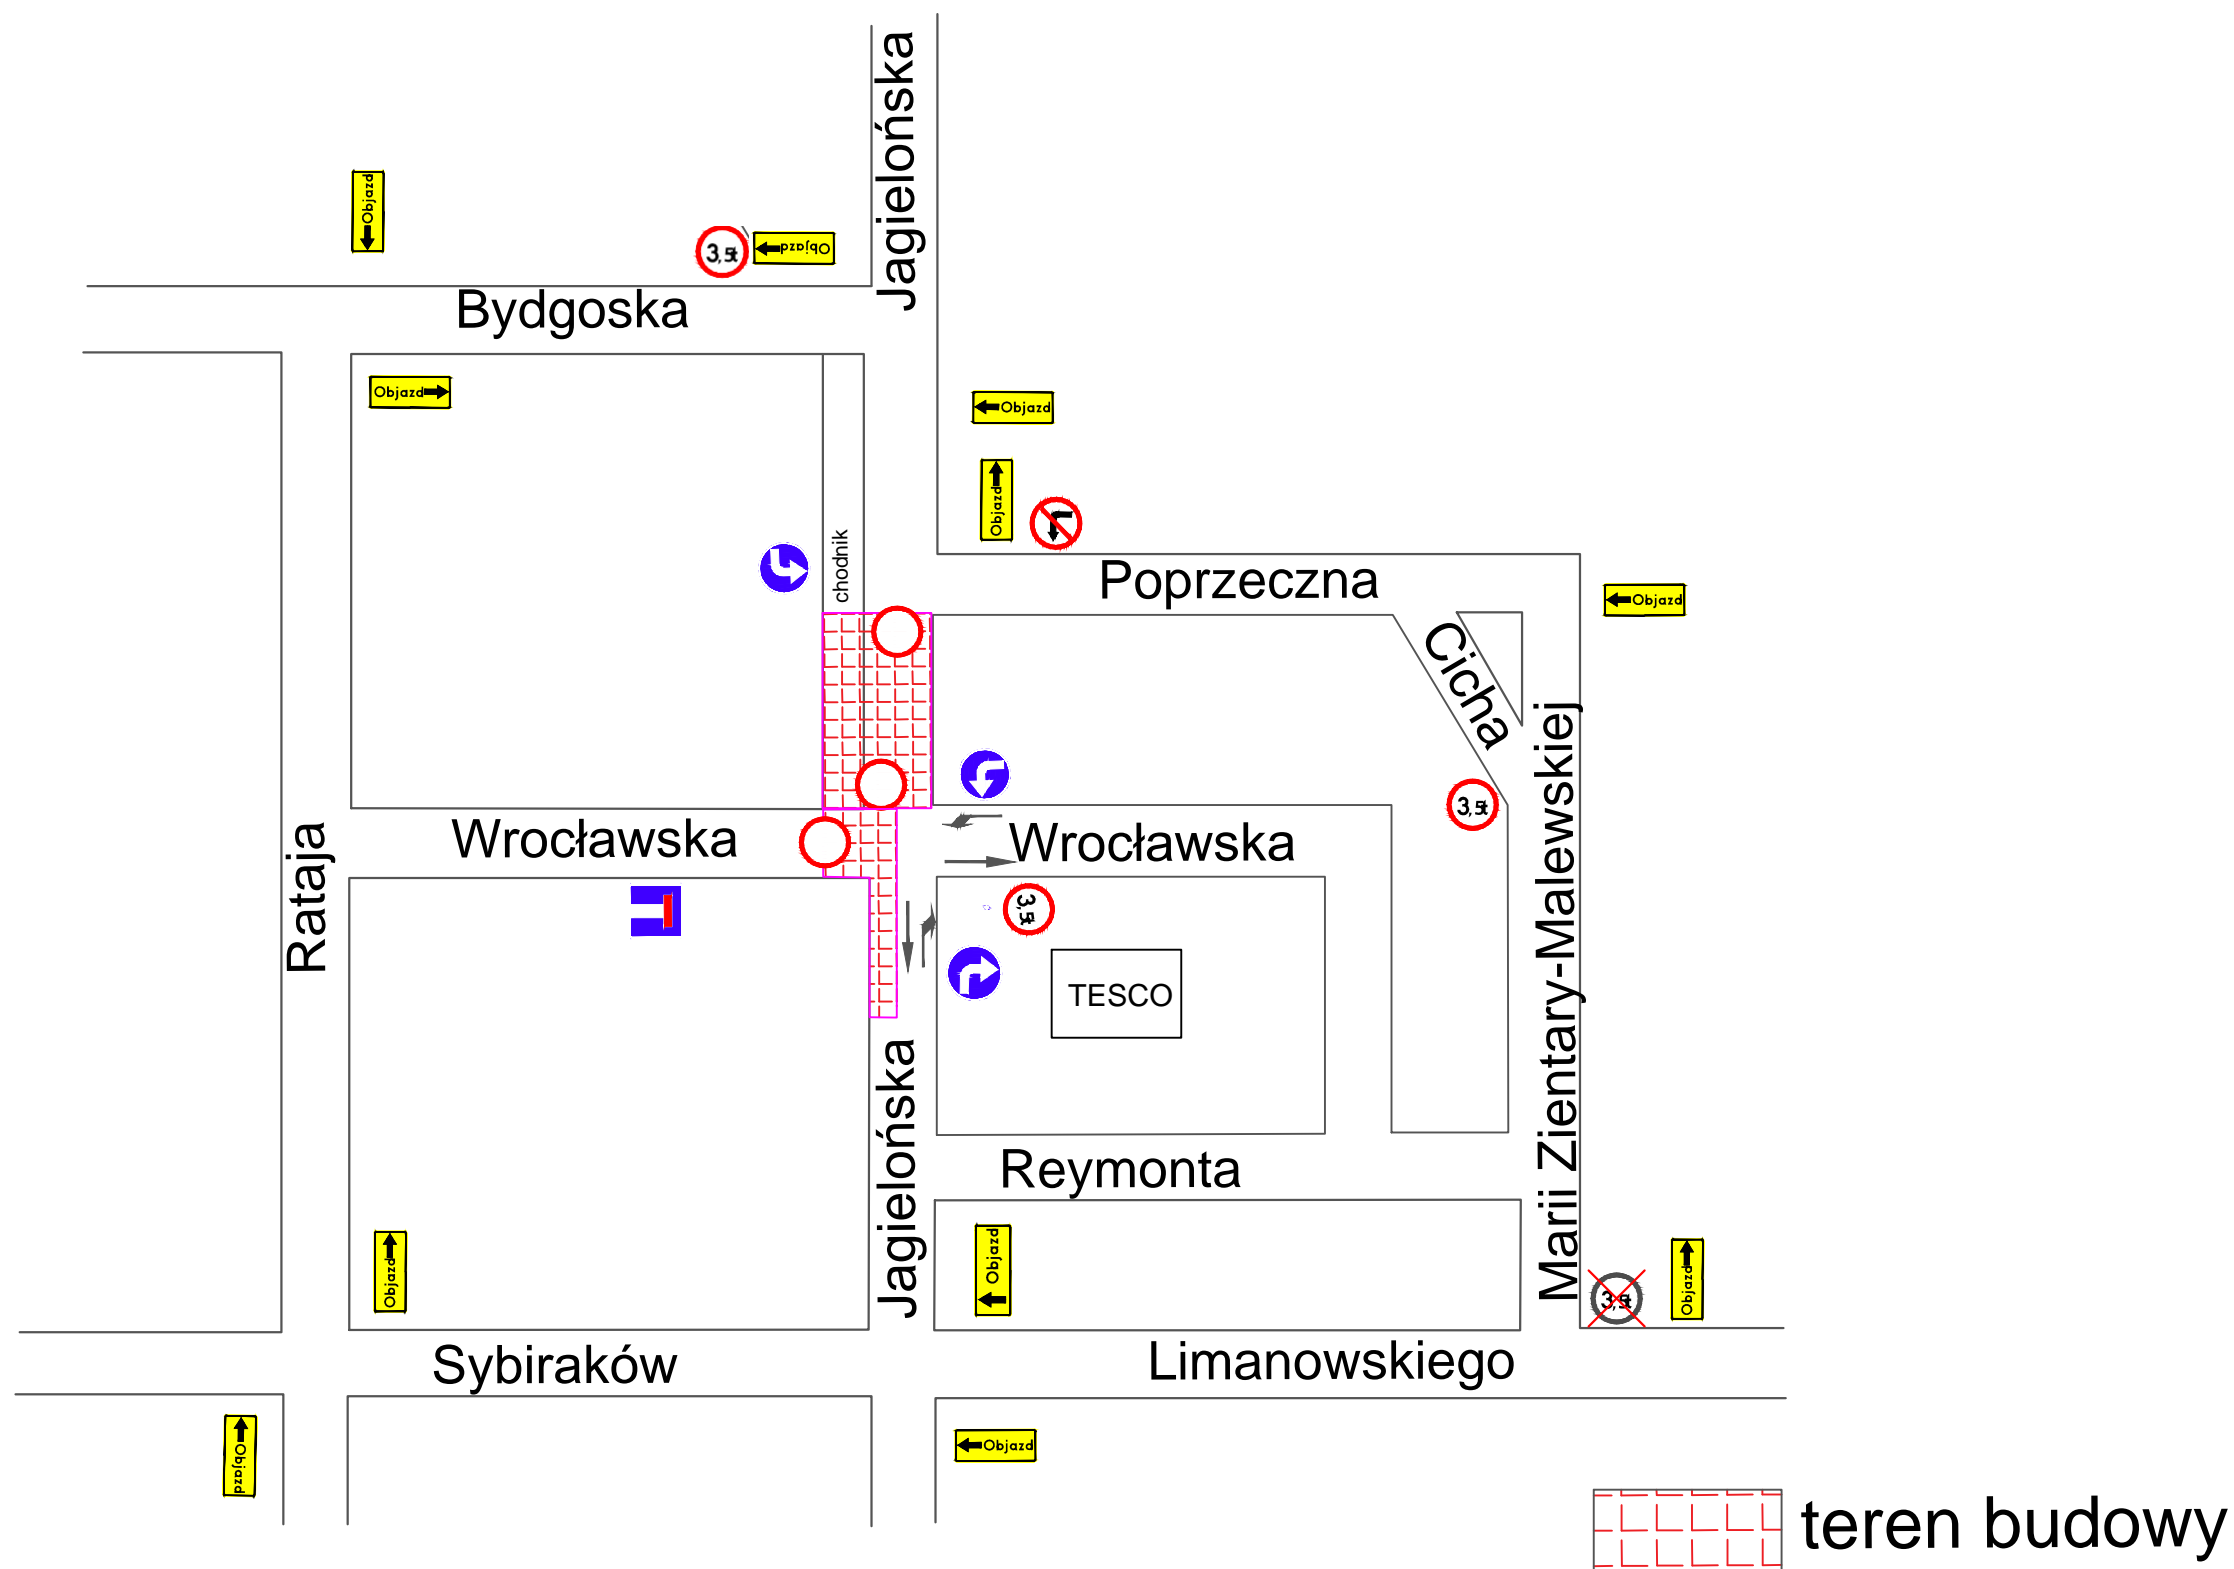 Jagielońska
Objazd
3,5t
Objazd
Bydgoska
Objazd
Objazd
Objazd
chodnik
Poprzeczna
Objazd
Cicha
3,5t
Wrocławska
Wrocławska
Rataja
3,5t
TESCO
Marii Zientary-Malewskiej
Jagielońska
Reymonta
Objazd
Objazd
3,5t
Objazd
Sybiraków
Limanowskiego
Objazd
Objazd
teren budowy